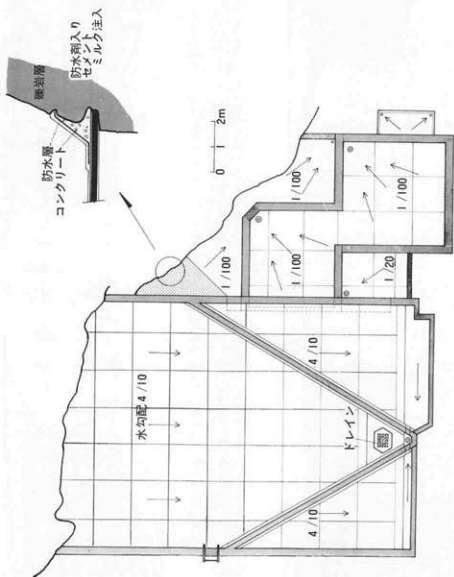 礫岩層
防水剤入り
セメント
ミルク注入
防水層
コンクリート
0 1 2m
1/100
1/100
1/100
1/100
1/20
水勾配 4/10
4/10
4/10
ドレイン